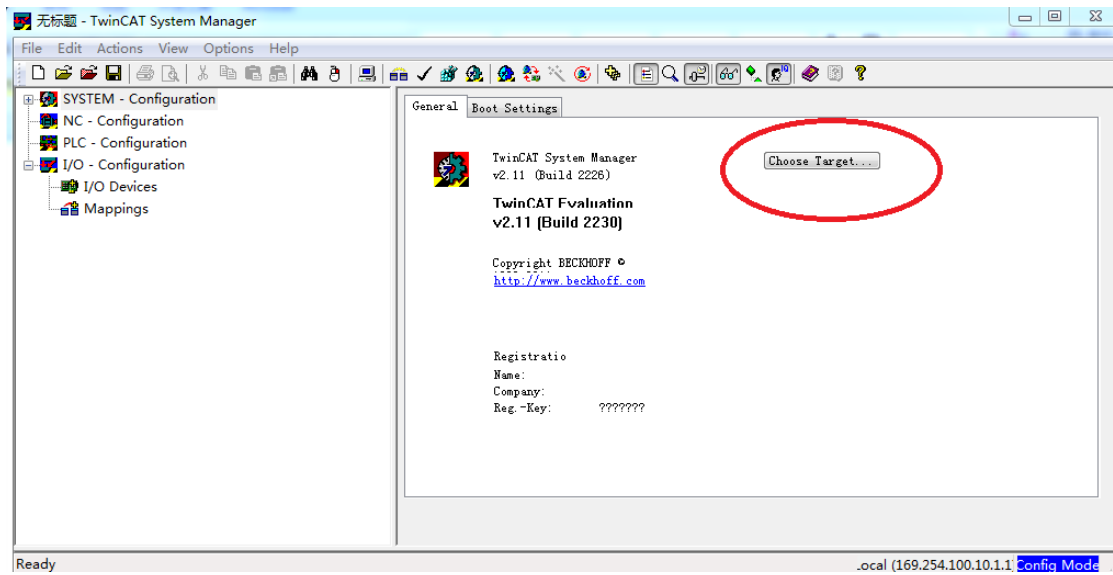 无标题 - TwinCAT System Manager
File Edit Actions View Options Help
SYSTEM - Configuration
NC - Configuration
PLC - Configuration
I/O - Configuration
I/O Devices
Mappings
General Boot Settings
TwinCAT System Manager
v2.11 (Build 2226)
Choose Target...
TwinCAT Evaluation
v2.11 (Build 2230)
Copyright BECKHOFF ©
http://www.beckhoff.com
Registratio
Name:
Company:
Reg.-Key: ???????
Ready
.ocal (169.254.100.10.1.1 Config Mode